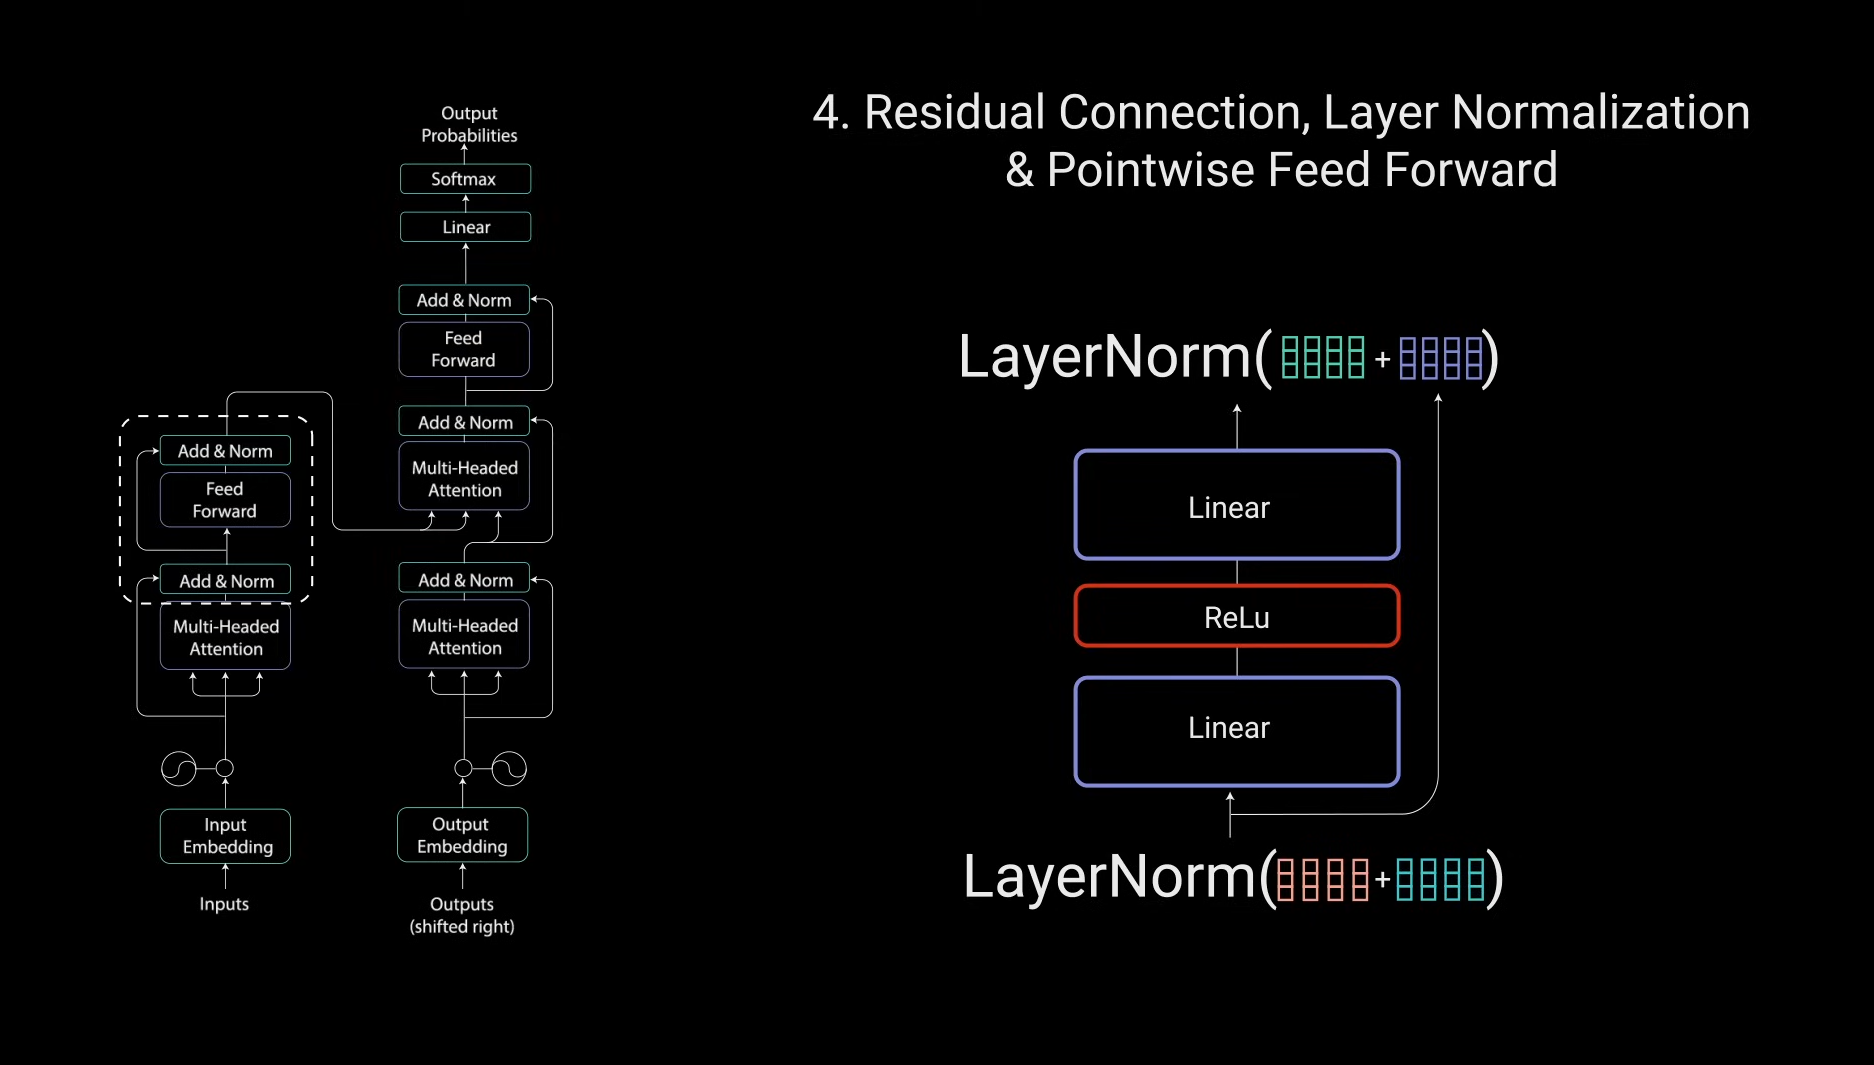 4. Residual Connection, Layer Normalization
& Pointwise Feed Forward
Output
Probabilities
Softmax
Linear
Add & Norm
Feed
Forward
Add & Norm
Multi-Headed
Attention
Add & Norm
Multi-Headed
Attention
Output
Embedding
Outputs
(shifted right)
Add & Norm
Feed
Forward
Add & Norm
Multi-Headed
Attention
Input
Embedding
Inputs
LayerNorm( + )
Linear
ReLu
Linear
LayerNorm( + )